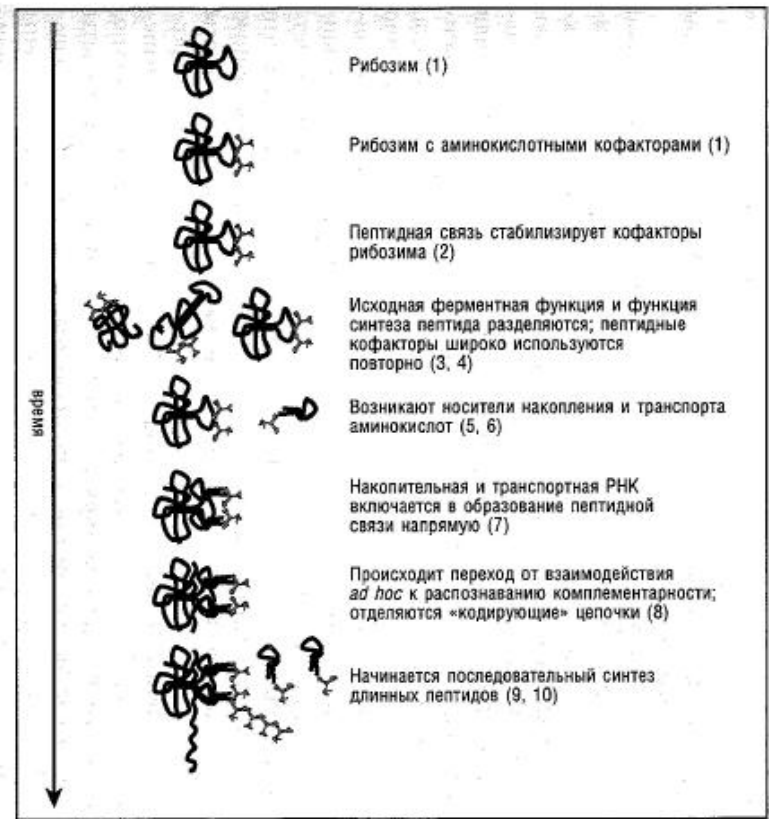 Рибозим (1)
Рибозим с аминокислотными кофакторами (1)
Пептидная связь стабилизирует кофакторы
рибозима (2)
Исходная ферментная функция и функция
синтеза пептида разделяются; пептидные
кофакторы широко используются
повторно (3, 4)
время
Возникают носители накопления и транспорта
аминокислот (5, 6)
Накопительная и транспортная РНК
включается в образование пептидной
связи напрямую (7)
Происходит переход от взаимодействия
ad hoc к распознаванию комплементарности;
отделяются «кодирующие» цепочки (8)
Начинается последовательный синтез
длинных пептидов (9, 10)